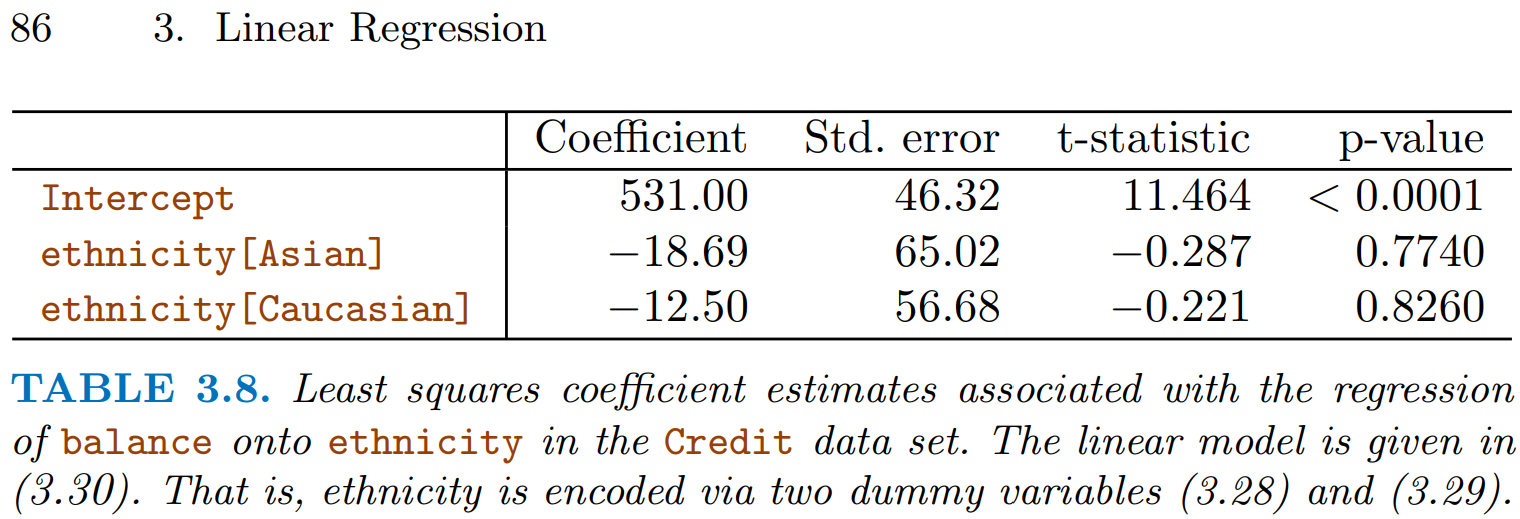 86 3. Linear Regression
Coefficient Std. error t-statistic p-value
Intercept 531.00 46.32 11.464 < 0.0001
ethnicity[Asian] −18.69 65.02 −0.287 0.7740
ethnicity[Caucasian] −12.50 56.68 −0.221 0.8260
TABLE 3.8. Least squares coefficient estimates associated with the regression
of balance onto ethnicity in the Credit data set. The linear model is given in
(3.30). That is, ethnicity is encoded via two dummy variables (3.28) and (3.29).